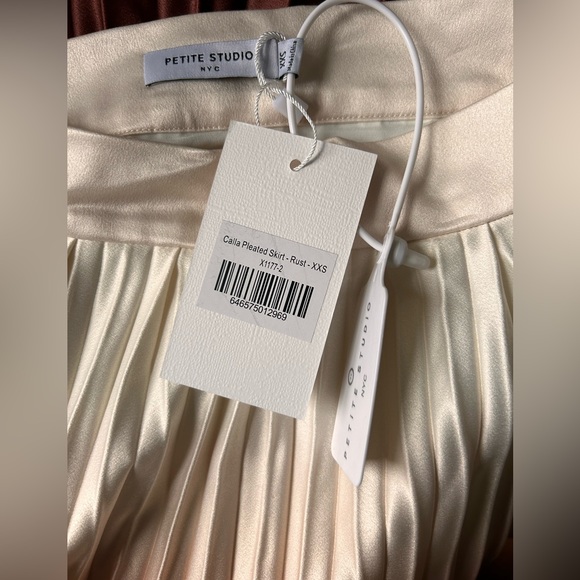 PETITE STUDIO
NYC
XXS
Calla Pleated Skirt - Rust - XXS
X1177-2
646575012969
PETITE STUDIO
NYC